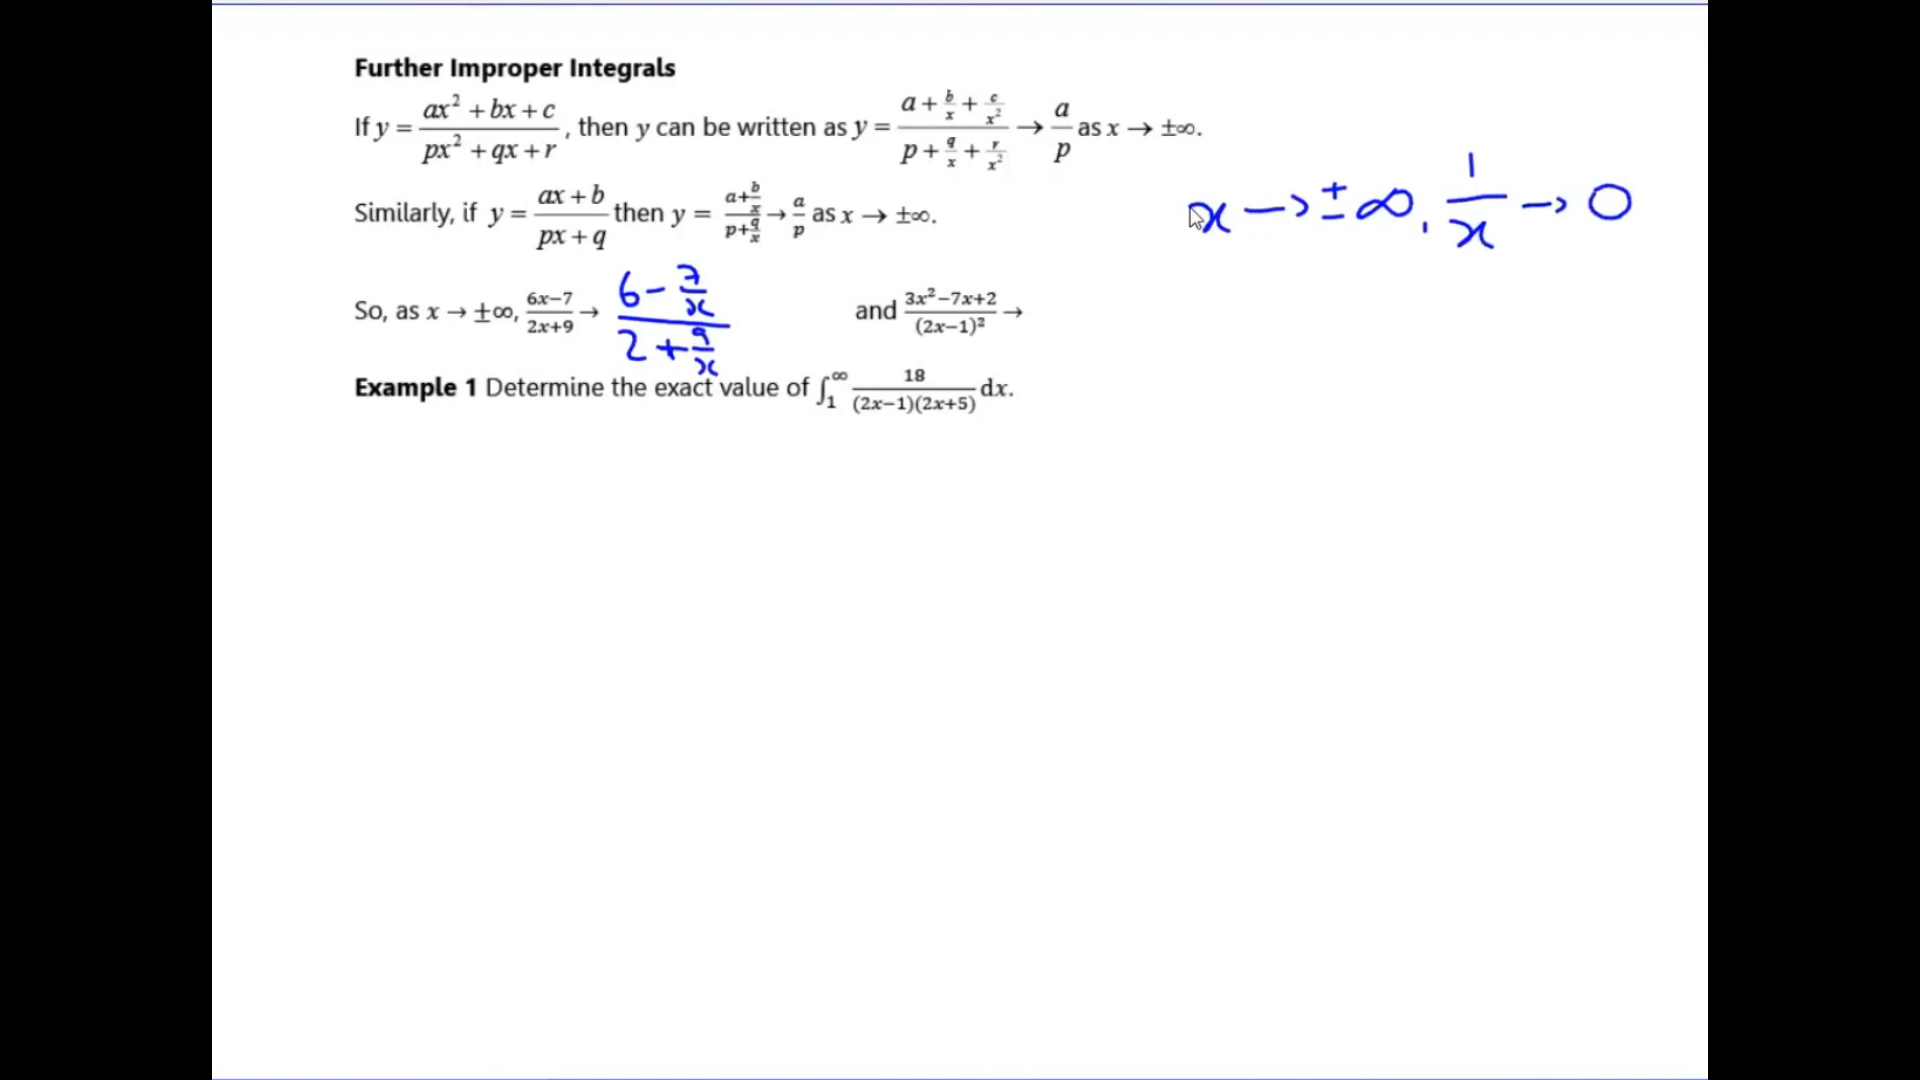 Further Improper Integrals
If y = (ax² + bx + c)/(px² + qx + r), then y can be written as y = (a + b/x + c/x²)/(p + q/x + r/x²) → a/p as x → ±∞.
Similarly, if y = (ax + b)/(px + q) then y = (a+b/x)/(p+q/x) → a/p as x → ±∞.
x → ±∞, 1/x → 0
So, as x → ±∞, (6x−7)/(2x+9) → (6 − 7/x)/(2 + 9/x) and (3x²−7x+2)/(2x−1)² →
Example 1 Determine the exact value of ∫₁^∞ 18/((2x−1)(2x+5)) dx.